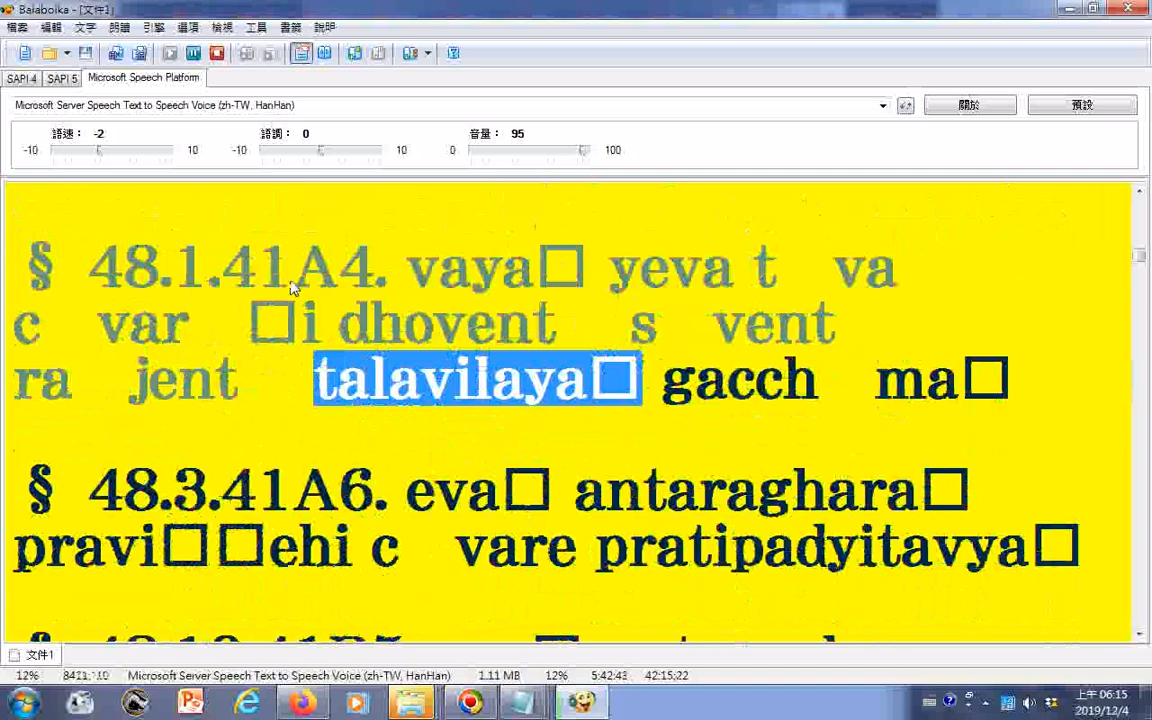 Balabolka - [文件1]
檔案 編輯 文字 朗讀 引擎 選項 檢視 工具 書籤 說明
SAPI 4 SAPI 5 Microsoft Speech Platform
Microsoft Server Speech Text to Speech Voice (zh-TW, HanHan) 關於 預設
語速： -2 語調： 0 音量： 95
-10 10 -10 10 0 100
§ 48.1.41A4. vaya□ yeva t va
c var □i dhovent s vent
ra jent talavilaya□ gacch ma□
§ 48.3.41A6. eva□ antaraghara□
pravi□□ehi c vare pratipadyitavya□
文件1
12% Microsoft Server Speech Text to Speech Voice (zh-TW, HanHan) 1.11 MB 12% 5:42:43 42:15:22
上午 06:15
2019/12/4